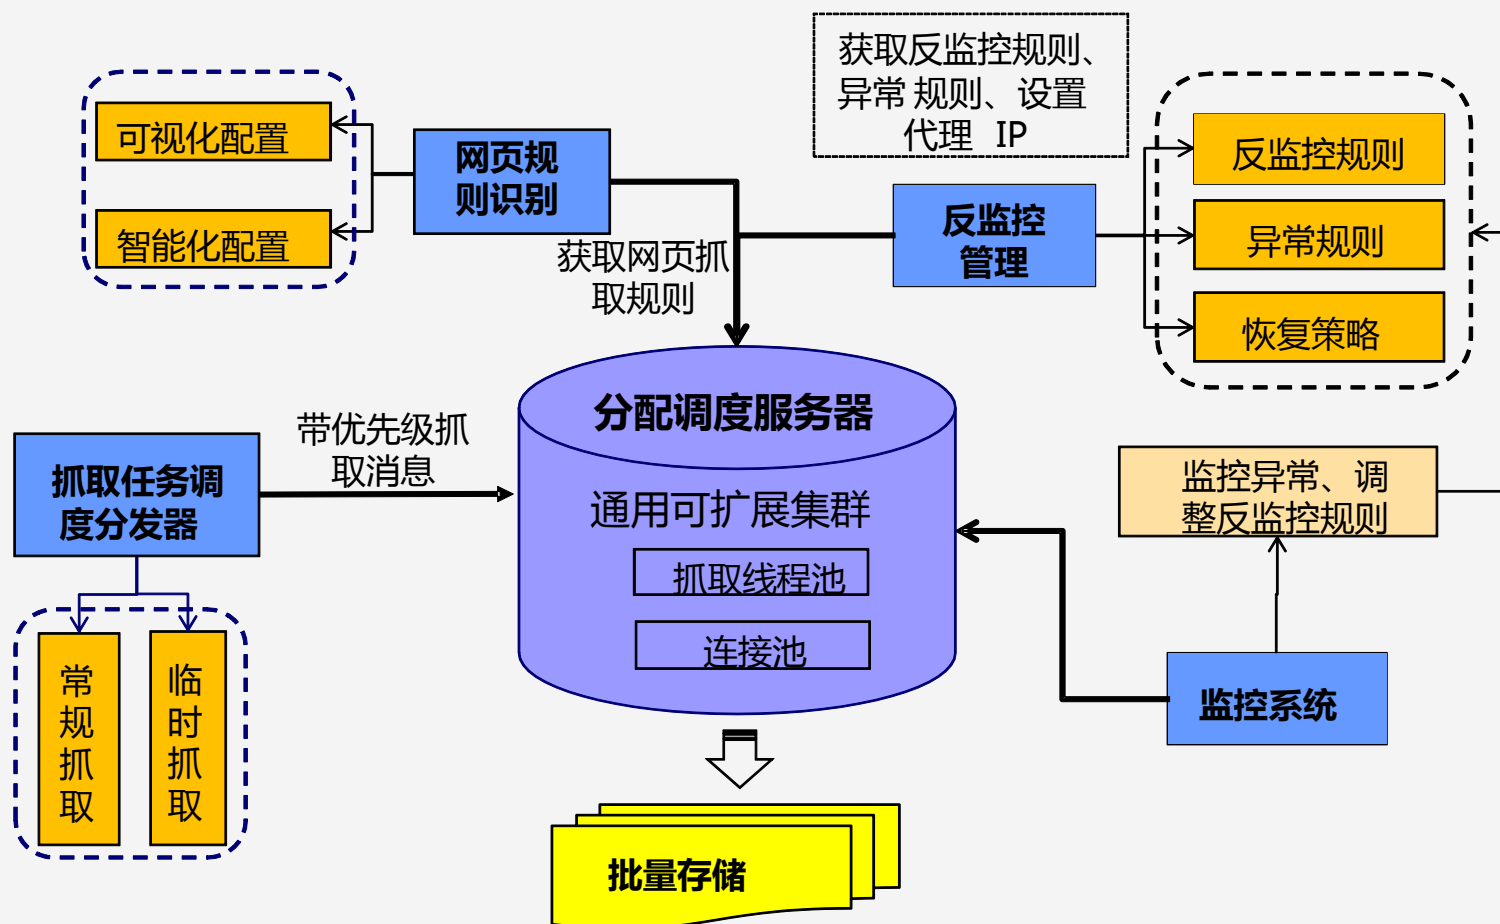 获取反监控规则、
异常 规则、设置
代理 IP
可视化配置
智能化配置
网页规
则识别
获取网页抓
取规则
反监控
管理
反监控规则
异常规则
恢复策略
分配调度服务器
通用可扩展集群
抓取线程池
连接池
带优先级抓
取消息
抓取任务调
度分发器
常
规
抓
取
临
时
抓
取
监控异常、调
整反监控规则
监控系统
批量存储